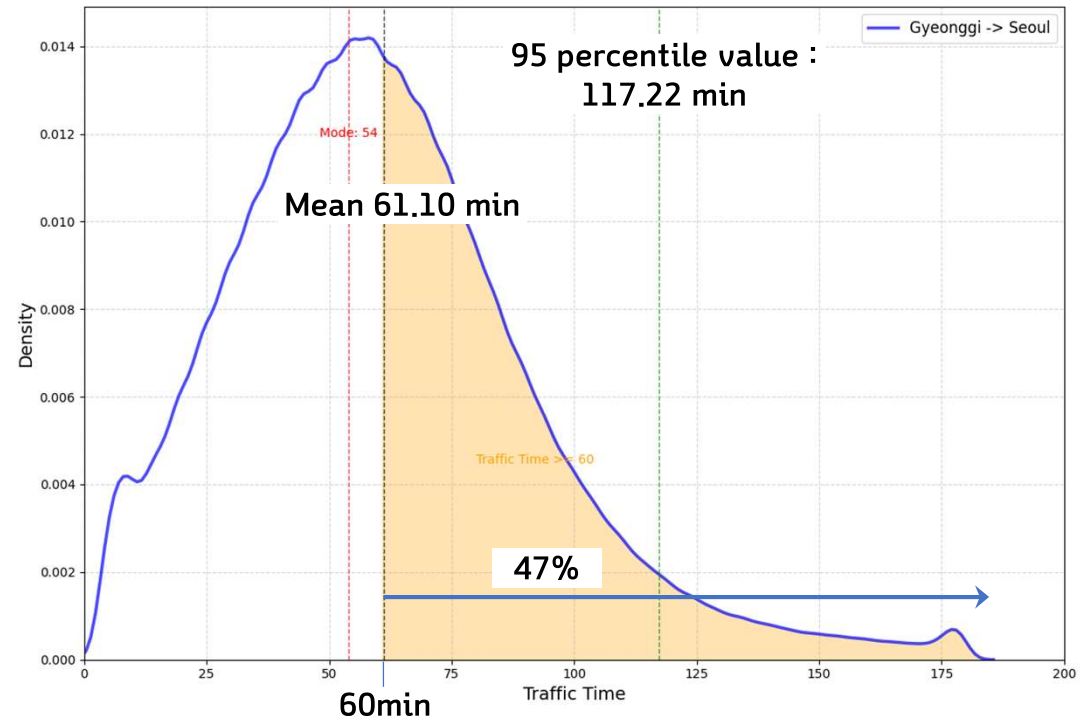 Gyeonggi -> Seoul
95 percentile value :
117.22 min
Mode: 54
Mean 61.10 min
Traffic Time >= 60
47%
Density
0.014
0.012
0.010
0.008
0.006
0.004
0.002
0.000
0
25
50
75
100
125
150
175
200
Traffic Time
60min